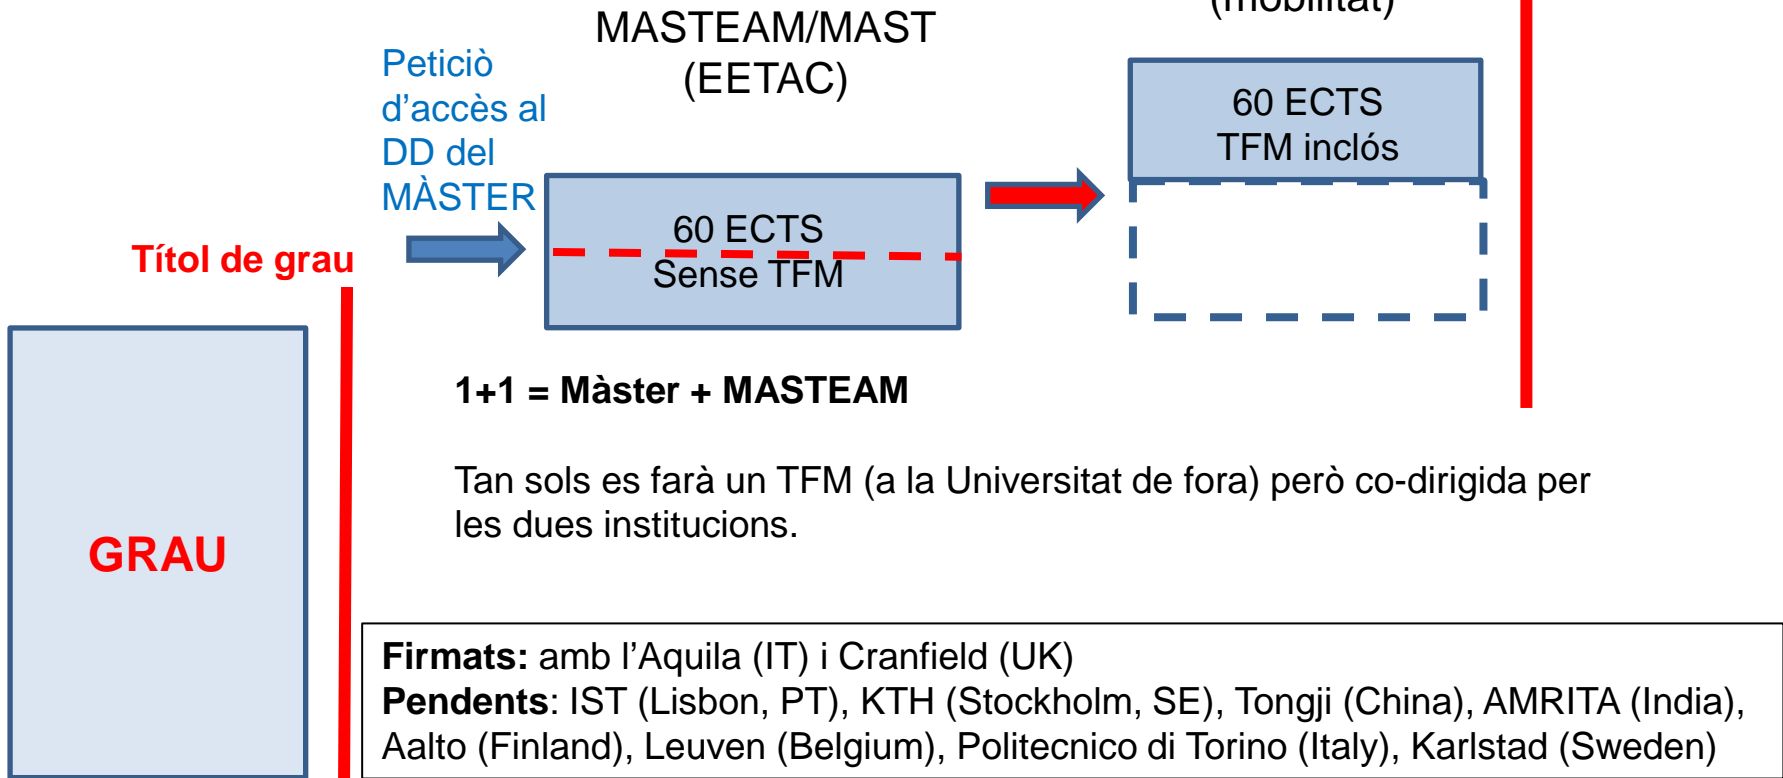 (mobilitat)
MASTEAM/MAST
(EETAC)
Peticiò
d’accès al
DD del
MÀSTER
60 ECTS
TFM inclós
60 ECTS
Sense TFM
Títol de grau
1+1 = Màster + MASTEAM
Tan sols es farà un TFM (a la Universitat de fora) però co-dirigida per
les dues institucions.
GRAU
Firmats: amb l’Aquila (IT) i Cranfield (UK)
Pendents: IST (Lisbon, PT), KTH (Stockholm, SE), Tongji (China), AMRITA (India),
Aalto (Finland), Leuven (Belgium), Politecnico di Torino (Italy), Karlstad (Sweden)